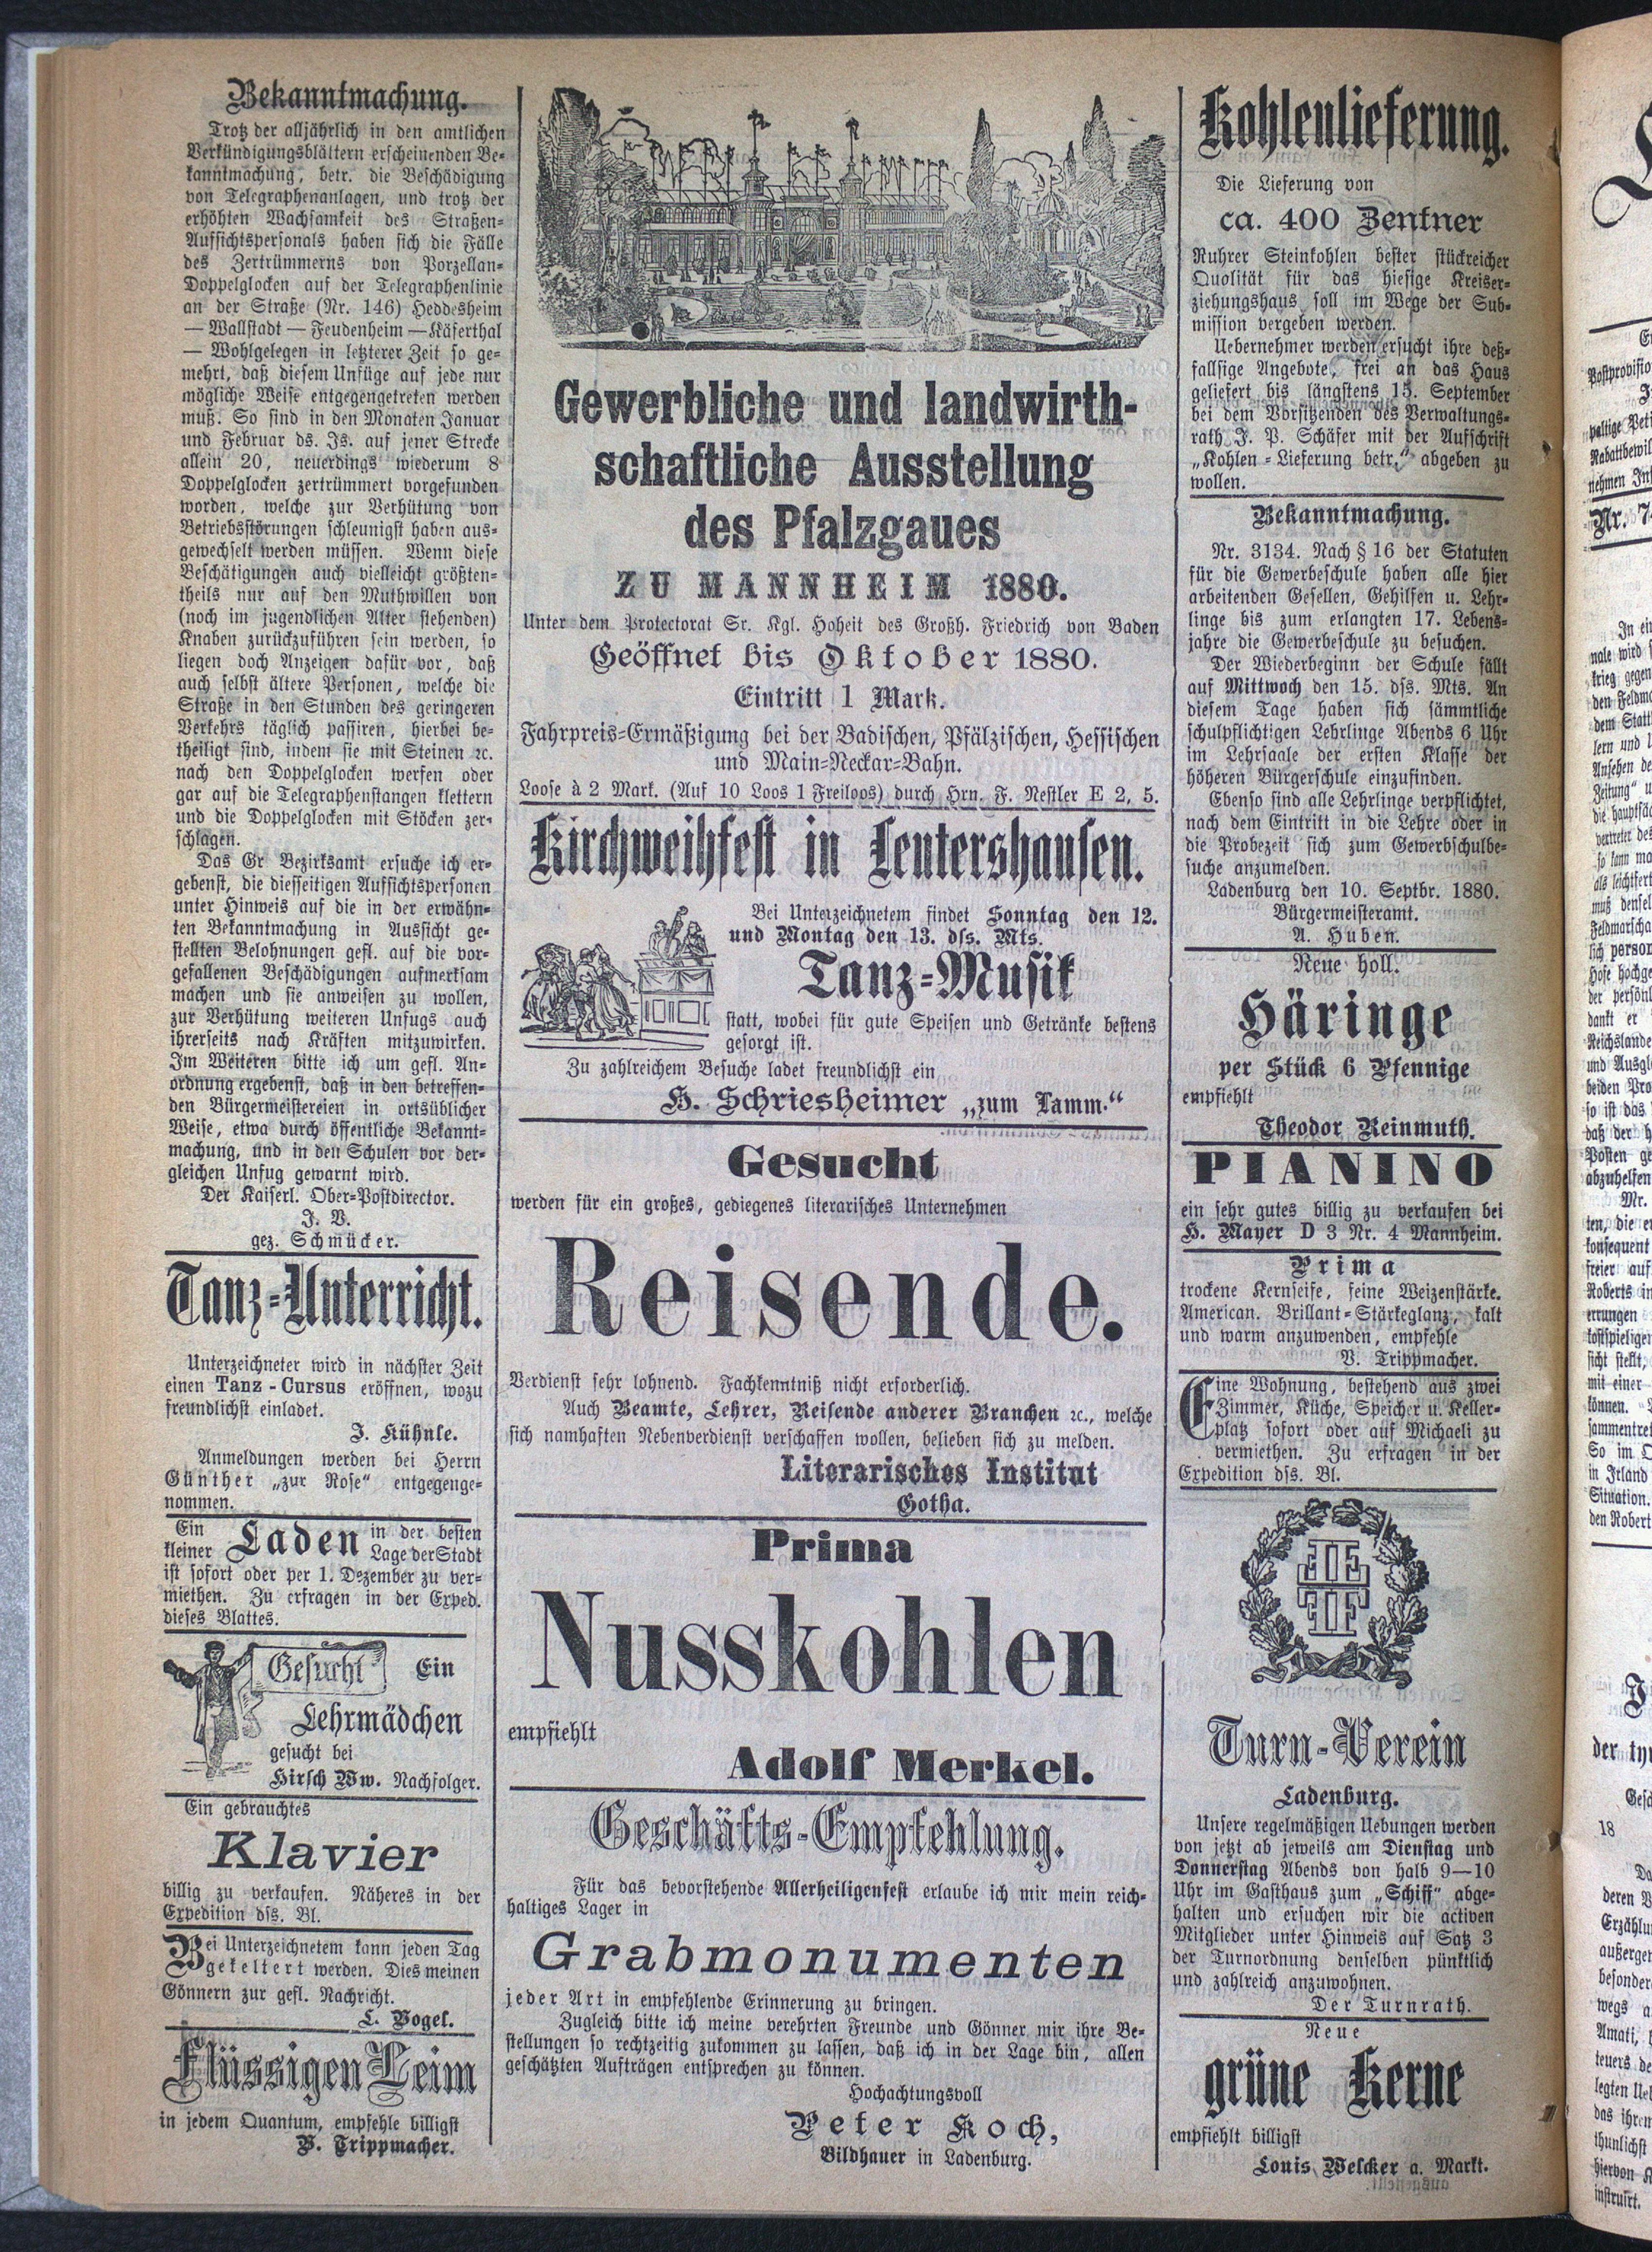 Bekanntmachung.
Trotz der alljährlich in den amtlichen
Verkündigungsblättern erscheinenden Be-
kanntmachung, betr. die Beschädigung
von Telegraphenanlagen, und trotz der
erhöhten Wachsamkeit des Straßen-
Aufsichtspersonals haben sich die Fälle
des Zertrümmerns von Porzellan-
Doppelglocken auf der Telegraphenlinie
an der Straße (Nr. 146) Heddesheim
— Wallstadt — Feudenheim — Käferthal
— Wohlgelegen in letzterer Zeit so ge-
mehrt, daß diesem Unfüge auf jede nur
mögliche Weise entgegengetreten werden
muß. So sind in den Monaten Januar
und Februar ds. Js. auf jener Strecke
allein 20, neuerdings wiederum 8
Doppelglocken zertrümmert vorgefunden
worden, welche zur Verhütung von
Betriebsstörungen schleunigst haben aus-
gewechselt werden müssen. Wenn diese
Beschätigungen auch vielleicht größten-
theils nur auf den Muthwillen von
(noch im jugendlichen Alter stehenden)
Knaben zurückzuführen sein werden, so
liegen doch Anzeigen dafür vor, daß
auch selbst ältere Personen, welche die
Straße in den Stunden des geringeren
Verkehrs täglich passiren, hierbei be-
theiligt sind, indem sie mit Steinen ꝛc.
nach den Doppelglocken werfen oder
gar auf die Telegraphenstangen klettern
und die Doppelglocken mit Stöcken zer-
schlagen.
Das Gr Bezirksamt ersuche ich er-
gebenst, die diesseitigen Aufsichtspersonen
unter Hinweis auf die in der erwähn-
ten Bekanntmachung in Aussicht ge-
stellten Belohnungen gefl. auf die vor-
gefallenen Beschädigungen aufmerksam
machen und sie anweisen zu wollen,
zur Verhütung weiteren Unfugs auch
ihrerseits nach Kräften mitzuwirken.
Im Weiteren bitte ich um gefl. An-
ordnung ergebenst, daß in den betreffen-
den Bürgermeistereien in ortsüblicher
Weise, etwa durch öffentliche Bekannt-
machung, und in den Schulen vor der-
gleichen Unfug gewarnt wird.
Der Kaiserl. Ober-Postdirector.
J. V.
gez. Schmücker.
Tanz-Unterricht.
Unterzeichneter wird in nächster Zeit
einen Tanz-Cursus eröffnen, wozu
freundlichst einladet.
J. Kühnle.
Anmeldungen werden bei Herrn
Günther „zur Rose“ entgegenge-
nommen.
Ein kleiner Laden in der besten
Lage der Stadt
ist sofort oder per 1. Dezember zu ver-
miethen. Zu erfragen in der Exped.
dieses Blattes.
Gesucht Ein
Lehrmädchen
gesucht bei
Hirsch Ww. Nachfolger.
Ein gebrauchtes
Klavier
billig zu verkaufen. Näheres in der
Expedition dss. Bl.
Bei Unterzeichnetem kann jeden Tag
gekeltert werden. Dies meinen
Gönnern zur gefl. Nachricht.
L. Vogel.
Flüssigen Leim
in jedem Quantum, empfehle billigst
V. Trippmacher.
Gewerbliche und landwirth-
schaftliche Ausstellung
des Pfalzgaues
ZU MANNHEIM 1880.
Unter dem Protectorat Sr. Kgl. Hoheit des Großh. Friedrich von Baden
Geöffnet bis Oktober 1880.
Eintritt 1 Mark.
Fahrpreis-Ermäßigung bei der Badischen, Pfälzischen, Hessischen
und Main-Neckar-Bahn.
Loose à 2 Mark. (Auf 10 Loos 1 Freiloos) durch Hrn. F. Nestler E 2, 5.
Kirchweihfest in Leutershausen.
Bei Unterzeichnetem findet Sonntag den 12.
und Montag den 13. dss. Mts.
Tanz-Musik
statt, wobei für gute Speisen und Getränke bestens
gesorgt ist.
Zu zahlreichem Besuche ladet freundlichst ein
H. Schriesheimer „zum Lamm.“
Gesucht
werden für ein großes, gediegenes literarisches Unternehmen
Reisende.
Verdienst sehr lohnend. Fachkenntniß nicht erforderlich.
Auch Beamte, Lehrer, Reisende anderer Branchen ꝛc., welche
sich namhaften Nebenverdienst verschaffen wollen, belieben sich zu melden.
Literarisches Institut
Gotha.
Prima
Nusskohlen
empfiehlt
Adolf Merkel.
Geschäfts-Empfehlung.
Für das bevorstehende Allerheiligenfest erlaube ich mir mein reich-
haltiges Lager in
Grabmonumenten
jeder Art in empfehlende Erinnerung zu bringen.
Zugleich bitte ich meine verehrten Freunde und Gönner mir ihre Be-
stellungen so rechtzeitig zukommen zu lassen, daß ich in der Lage bin, allen
geschätzten Aufträgen entsprechen zu können.
Hochachtungsvoll
Peter Koch,
Bildhauer in Ladenburg.
Kohlenlieferung.
Die Lieferung von
ca. 400 Zentner
Ruhrer Steinkohlen bester stückreicher
Qualität für das hiesige Kreiser-
ziehungshaus soll im Wege der Sub-
mission vergeben werden.
Uebernehmer werden ersucht ihre deß-
fallsige Angebote, frei an das Haus
geliefert bis längstens 15. September
bei dem Vorsitzenden des Verwaltungs-
rath J. P. Schäfer mit der Aufschrift
„Kohlen-Lieferung betr.“ abgeben zu
wollen.
Bekanntmachung.
Nr. 3134. Nach § 16 der Statuten
für die Gewerbeschule haben alle hier
arbeitenden Gesellen, Gehilfen u. Lehr-
linge bis zum erlangten 17. Lebens-
jahre die Gewerbeschule zu besuchen.
Der Wiederbeginn der Schule fällt
auf Mittwoch den 15. dss. Mts. An
diesem Tage haben sich sämmtliche
schulpflichtigen Lehrlinge Abends 6 Uhr
im Lehrsaale der ersten Klasse der
höheren Bürgerschule einzufinden.
Ebenso sind alle Lehrlinge verpflichtet,
nach dem Eintritt in die Lehre oder in
die Probezeit sich zum Gewerbschulbe-
suche anzumelden.
Ladenburg den 10. Septbr. 1880.
Bürgermeisteramt.
A. Huben.
Neue holl.
Häringe
per Stück 6 Pfennige
empfiehlt
Theodor Reinmuth.
PIANINO
ein sehr gutes billig zu verkaufen bei
H. Mayer D 3 Nr. 4 Mannheim.
Prima
trockene Kernseife, feine Weizenstärke.
American. Brillant-Stärkeglanz, kalt
und warm anzuwenden, empfehle
V. Trippmacher.
Eine Wohnung, bestehend aus zwei
Zimmer, Küche, Speicher u. Keller-
platz sofort oder auf Michaeli zu
vermiethen. Zu erfragen in der
Expedition dss. Bl.
Turn-Verein
Ladenburg.
Unsere regelmäßigen Uebungen werden
von jetzt ab jeweils am Dienstag und
Donnerstag Abends von halb 9—10
Uhr im Gasthaus zum „Schiff“ abge-
halten und ersuchen wir die activen
Mitglieder unter Hinweis auf Satz 3
der Turnordnung denselben pünktlich
und zahlreich anzuwohnen.
Der Turnrath.
Neue
grüne Kerne
empfiehlt billigst
Louis Welcker a. Markt.